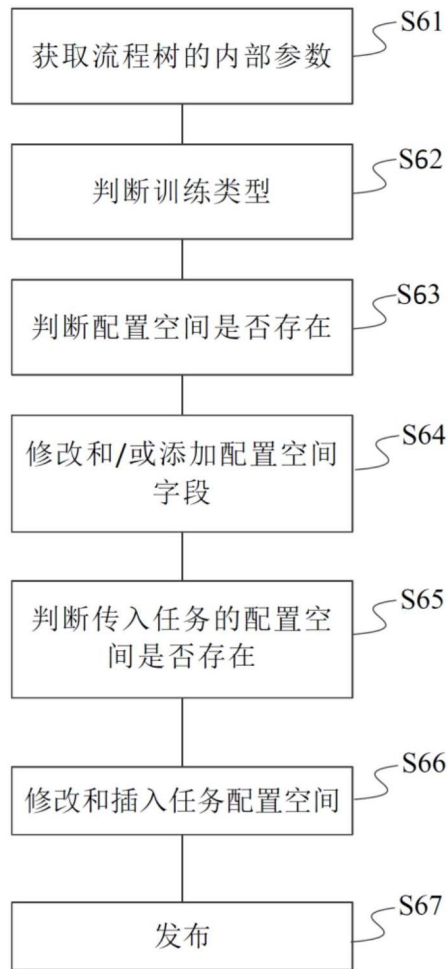 S61
获取流程树的内部参数
S62
判断训练类型
S63
判断配置空间是否存在
S64
修改和/或添加配置空间
字段
S65
判断传入任务的配置空
间是否存在
S66
修改和插入任务配置空间
S67
发布